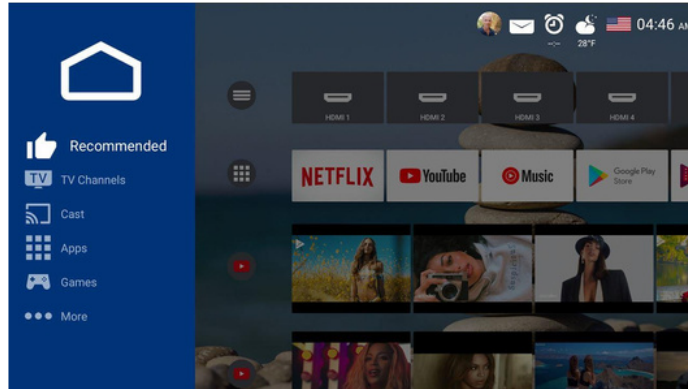 04:46 AM
--:--
28°F
HDMI 1
HDMI 2
HDMI 3
HDMI 4
Recommended
TV
TV Channels
Cast
Apps
Games
More
NETFLIX
YouTube
Music
Google Play
Store